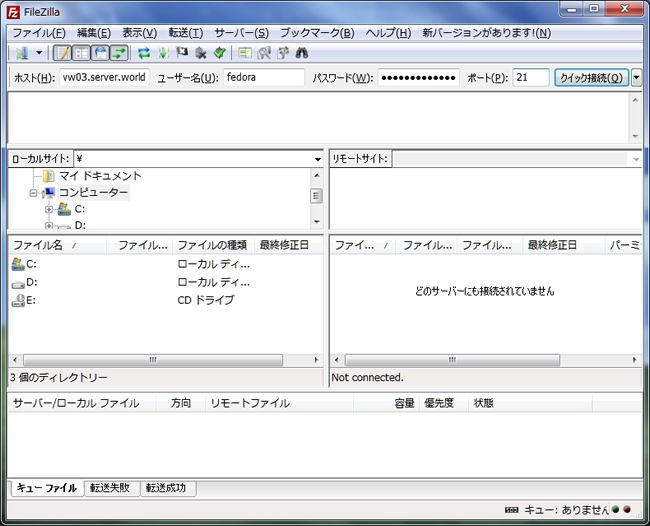 FileZilla
ファイル(F) 編集(E) 表示(V) 転送(T) サーバー(S) ブックマーク(B) ヘルプ(H) 新バージョンがあります!(N)
ホスト(H): vw03.server.world ユーザー名(U): fedora パスワード(W): ●●●●●●●●●●●●● ポート(P): 21 クイック接続(Q)
ローカルサイト: ¥ リモートサイト:
マイ ドキュメント
コンピューター
C:
D:
ファイル名 ファイル... ファイルの種類 最終修正日 ファイ... ファイル... ファイル... 最終修正日 パーミ
C: ローカル ディ...
D: ローカル ディ...
E: CD ドライブ
どのサーバーにも接続されていません
3 個のディレクトリー Not connected.
サーバー/ローカル ファイル 方向 リモートファイル 容量 優先度 状態
キュー ファイル 転送失敗 転送成功
キュー: ありません